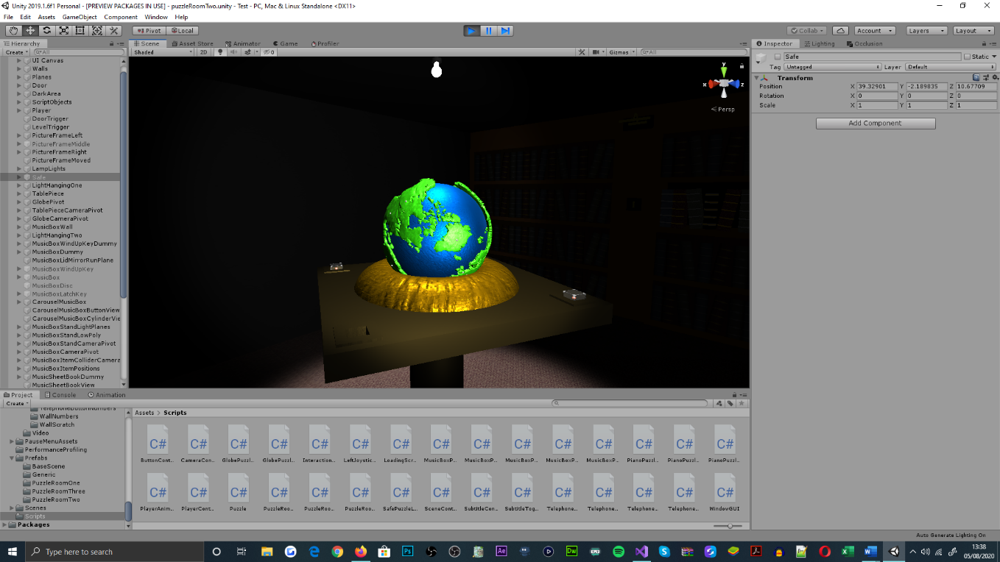 Unity 2019.1.6f1 Personal - [PREVIEW PACKAGES IN USE] - puzzleRoomTwo.unity - Test - PC, Mac & Linux Standalone <DX11>
File Edit Assets GameObject Component Window Help
Pivot Local Collab Account Layers Layout
Hierarchy
Create All
UI Canvas
Walls
Planes
Door
DarkArea
ScriptObjects
Player
DoorTrigger
LevelTrigger
PictureFrameLeft
PictureFrameMiddle
PictureFrameRight
PictureFrameMoved
LampLights
Safe
LightHangingOne
TablePiece
GlobePivot
TablePieceCameraPivot
GlobeCameraPivot
MusicBoxWall
LightHangingTwo
MusicBoxWindUpKeyDummy
MusicBoxDummy
MusicBoxLidMirrorRunPlane
MusicBoxWindUpKey
MusicBox
MusicBoxDisc
MusicBoxLatchKey
CarouselMusicBox
CarouselMusicBoxButtonView
CarouselMusicBoxCylinderVie
MusicBoxStandLightPlanes
MusicBoxStandLowPoly
MusicBoxStandCameraPivot
MusicBoxCameraPivot
MusicBoxItemColliderCamera
MusicBoxItemPositions
MusicSheetBookDummy
MusicSheetBookView
Scene Asset Store Animator Game Profiler
Shaded 2D 0 Gizmos All
y
x z
Persp
Inspector Lighting Occlusion
Safe Static
Tag Untagged Layer Default
Transform
Position X 39.32901 Y -2.189835 Z 10.67709
Rotation X 0 Y 0 Z 0
Scale X 1 Y 1 Z 1
Add Component
Project Console Animation
Create
TelephoneButtonNumbers
WallNumbers
WallScratch
Video
PauseMenuAssets
PerformanceProfiling
Prefabs
BaseScene
Generic
PuzzleRoomOne
PuzzleRoomThree
PuzzleRoomTwo
Scenes
Scripts
Packages
Assets > Scripts
C# C# C# C# C# C# C# C# C# C# C# C# C# C# C#
ButtonCont... CameraCon... GlobePuzzl... GlobePuzzl... Interaction... LeftJoystic... LoadingScr... MusicBoxP... MusicBoxP... MusicBoxP... MusicBoxP... MusicBoxP... PianoPuzzl... PianoPuzzl... PianoPuzzl...
C# C# C# C# C# C# C# C# C# C# C# C# C# C# C#
PlayerAnim... PlayerCont... Puzzle PuzzleRoo... PuzzleRoo... PuzzleRoo... SafePuzzleL... SceneCont... SubtitleCon... SubtitleTog... Telephone... Telephone... Telephone... Telephone... WindowGUI
Auto Generate Lighting On
Type here to search
Ps Ae Dw
13:38
05/08/2020